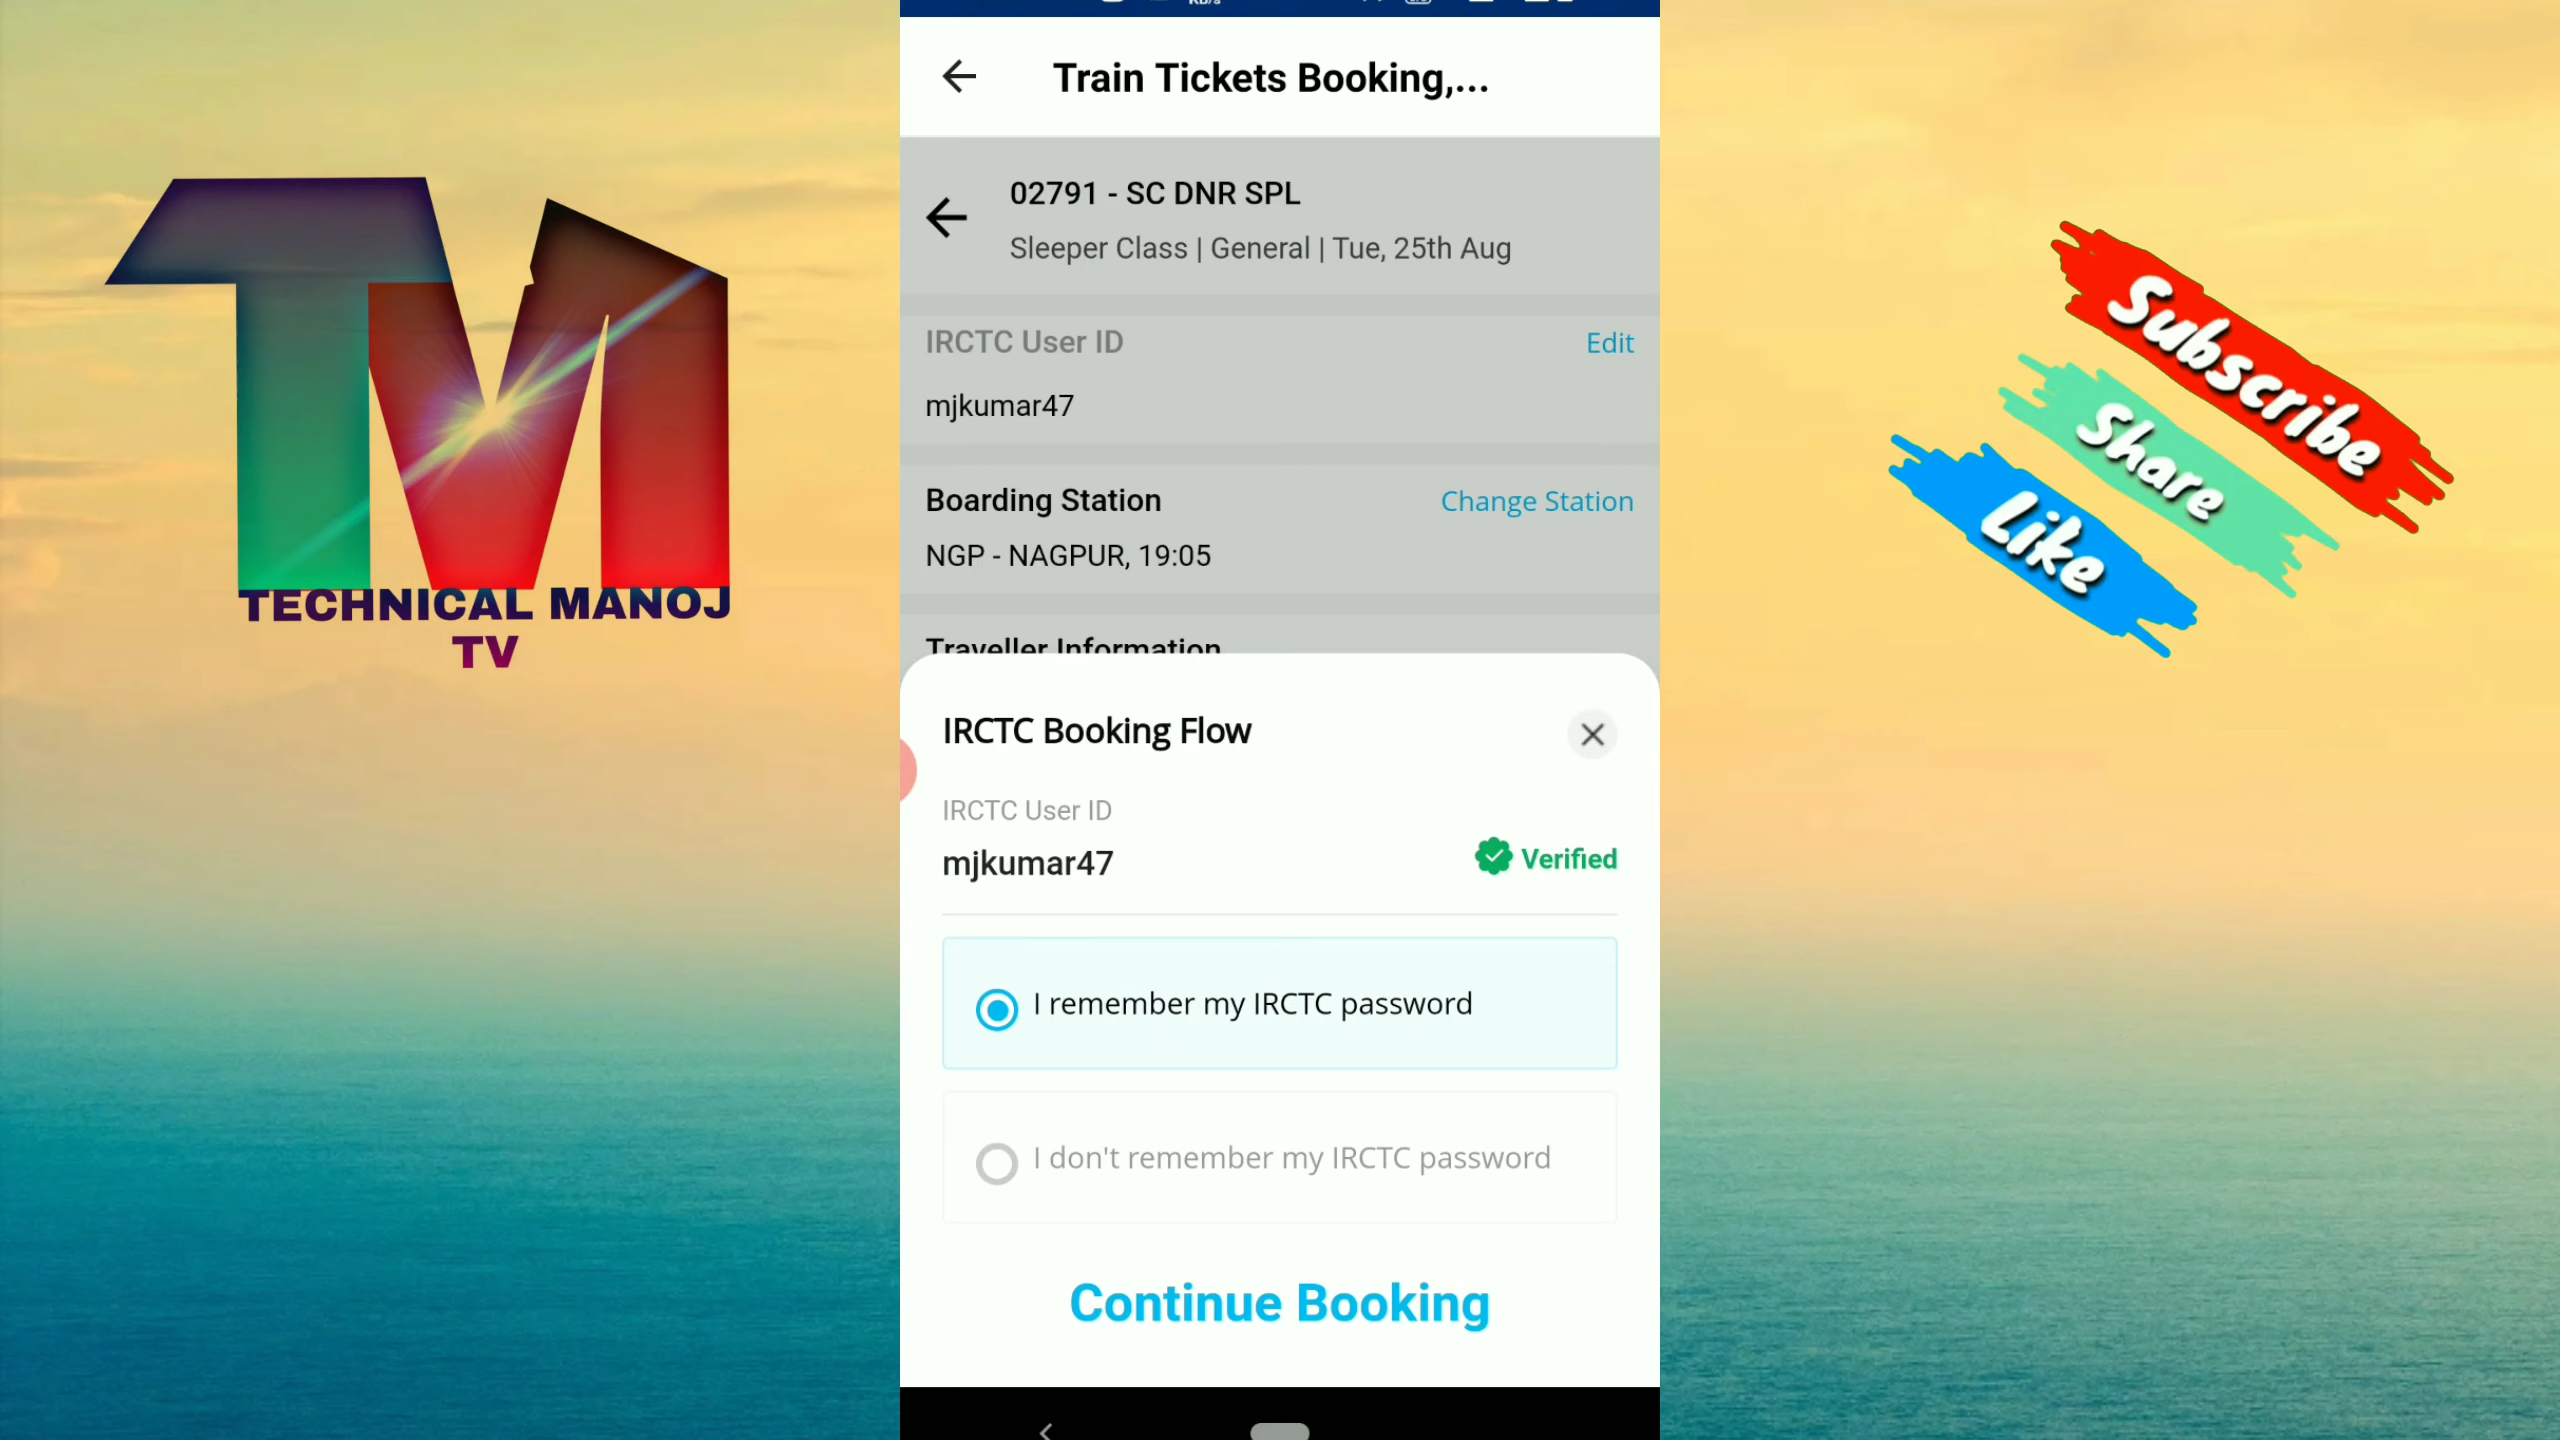 KB/s
Train Tickets Booking,...
02791 - SC DNR SPL
Sleeper Class | General | Tue, 25th Aug
IRCTC User ID
Edit
mjkumar47
Boarding Station
Change Station
NGP - NAGPUR, 19:05
Traveller Information
IRCTC Booking Flow
IRCTC User ID
mjkumar47
Verified
I remember my IRCTC password
I don't remember my IRCTC password
Continue Booking
TECHNICAL MANOJ
TV
Subscribe
Share
Like